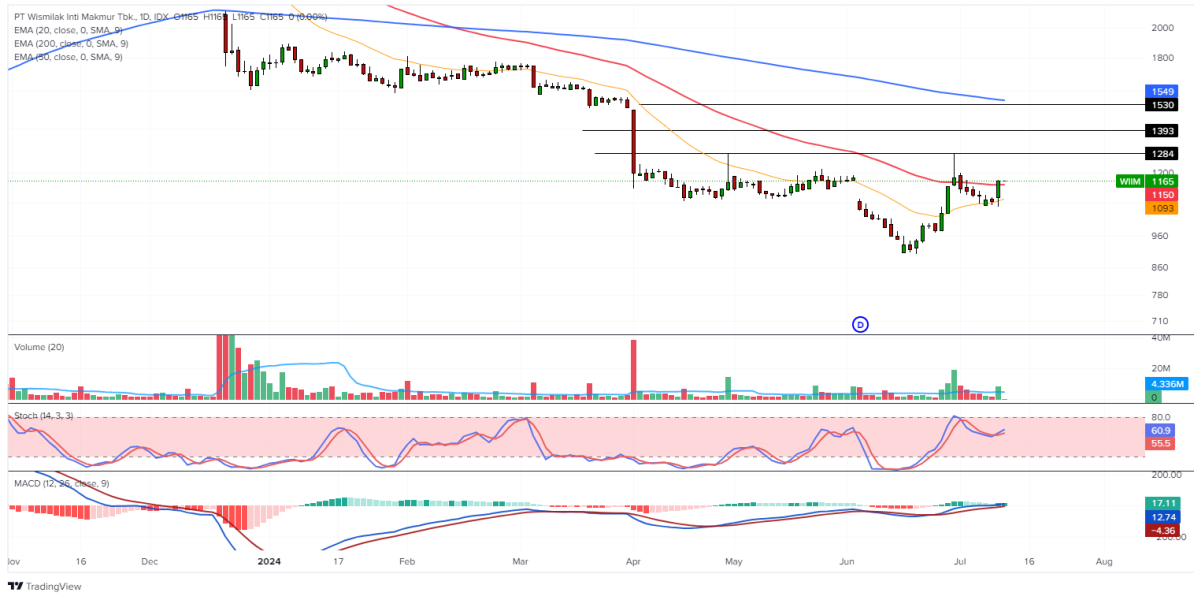 PT Wismilak Inti Makmur Tbk., 1D, IDX O1165 H1165 L1165 C1165 0 (0.00%)
EMA (20, close, 0, SMA, 9)
EMA (200, close, 0, SMA, 9)
EMA (50, close, 0, SMA, 9)
2000
1800
1549
1530
1393
1284
1200
WIIM 1165
1150
1093
960
860
780
710
D
Volume (20)
40M
20M
4.336M
0
Stoch (14, 3, 3)
80.0
60.9
55.5
MACD (12, 26, close, 9)
200.00
17.11
12.74
−4.36
Nov 16 Dec 2024 17 Feb Mar Apr May Jun Jul 16 Aug
TradingView